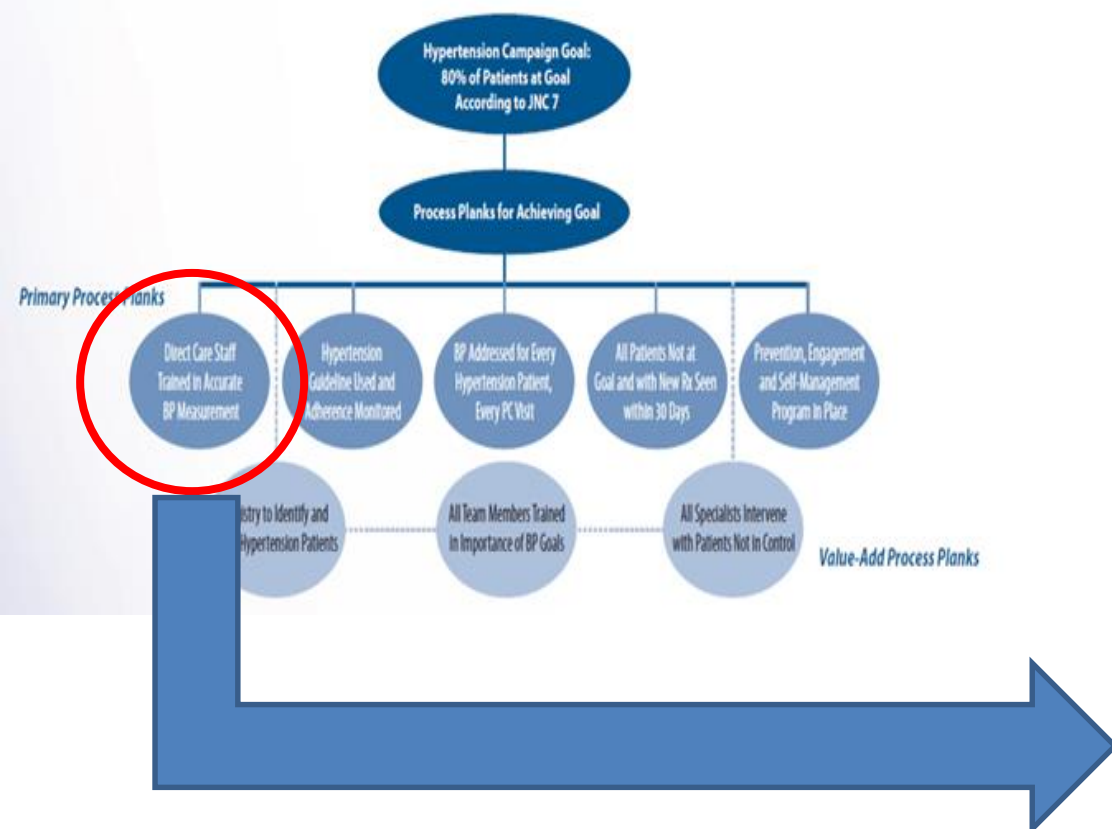 Hypertension Campaign Goal:
80% of Patients at Goal
According to JNC 7
Process Planks for Achieving Goal
Primary Process Planks
Direct Care Staff
Trained in Accurate
BP Measurement
Hypertension
Guideline Used and
Adherence Monitored
BP Addressed for Every
Hypertension Patient,
Every PC Visit
All Patients Not at
Goal and with New Rx Seen
within 30 Days
Prevention, Engagement
and Self-Management
Program in Place
to Identify and
Hypertension Patients
All Team Members Trained
in Importance of BP Goals
All Specialists Intervene
with Patients Not in Control
Value-Add Process Planks